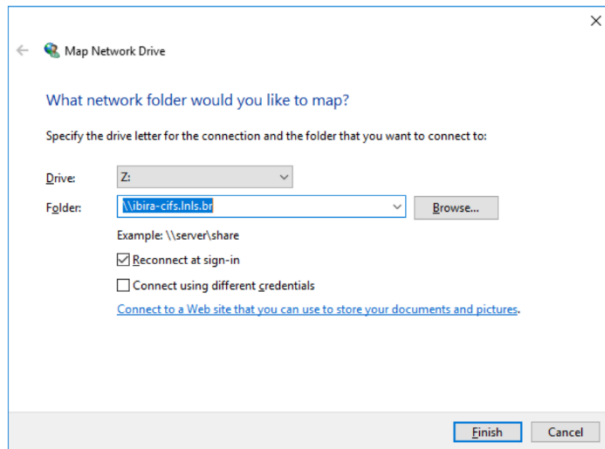 Map Network Drive
What network folder would you like to map?
Specify the drive letter for the connection and the folder that you want to connect to:
Drive: Z:
Folder: \\ibira-cifs.lnls.br Browse...
Example: \\server\share
Reconnect at sign-in
Connect using different credentials
Connect to a Web site that you can use to store your documents and pictures.
Finish Cancel